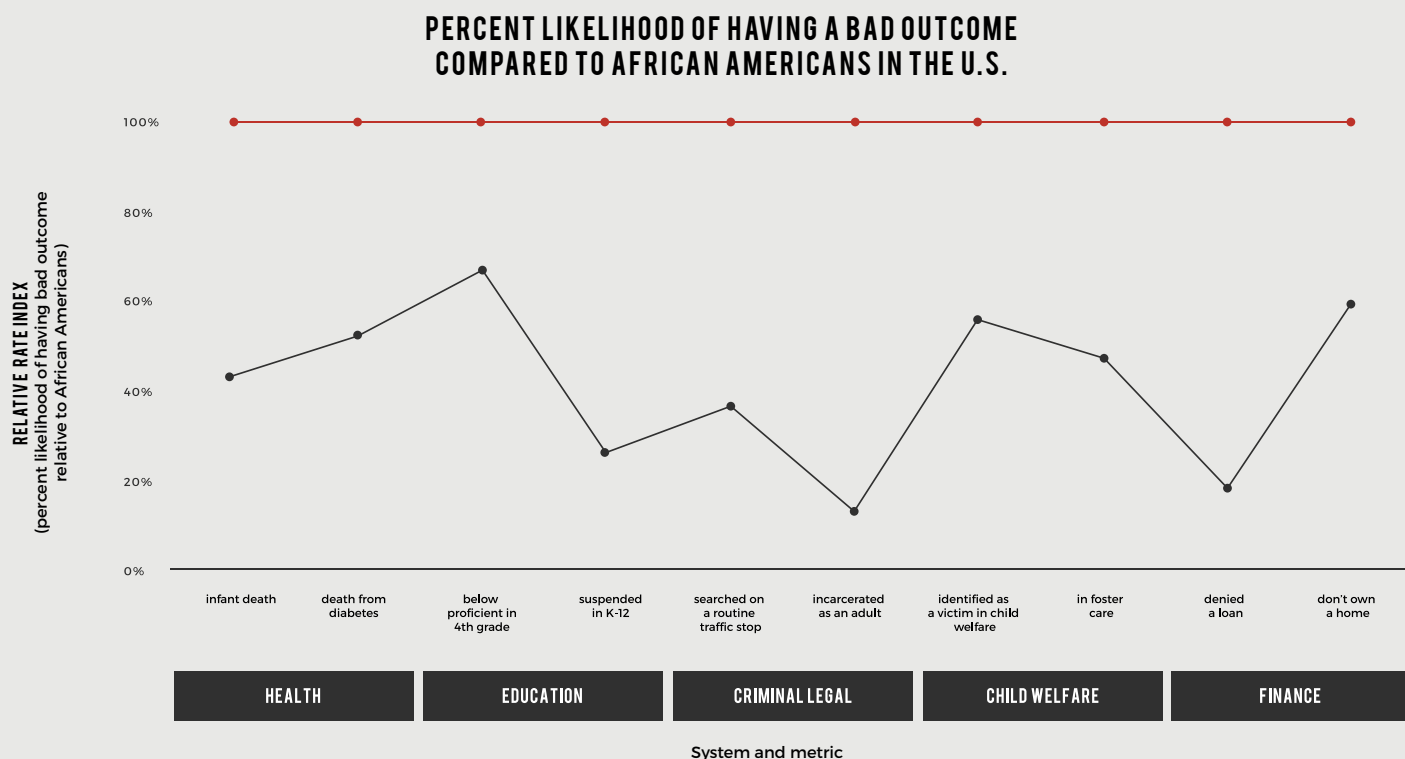 PERCENT LIKELIHOOD OF HAVING A BAD OUTCOME
COMPARED TO AFRICAN AMERICANS IN THE U.S.
RELATIVE RATE INDEX
(percent likelihood of having bad outcome
relative to African Americans)
100%
80%
60%
40%
20%
0%
infant death
death from
diabetes
below
proficient in
4th grade
suspended
in K-12
searched on
a routine
traffic stop
incarcerated
as an adult
identified as
a victim in child
welfare
in foster
care
denied
a loan
don't own
a home
HEALTH
EDUCATION
CRIMINAL LEGAL
CHILD WELFARE
FINANCE
System and metric